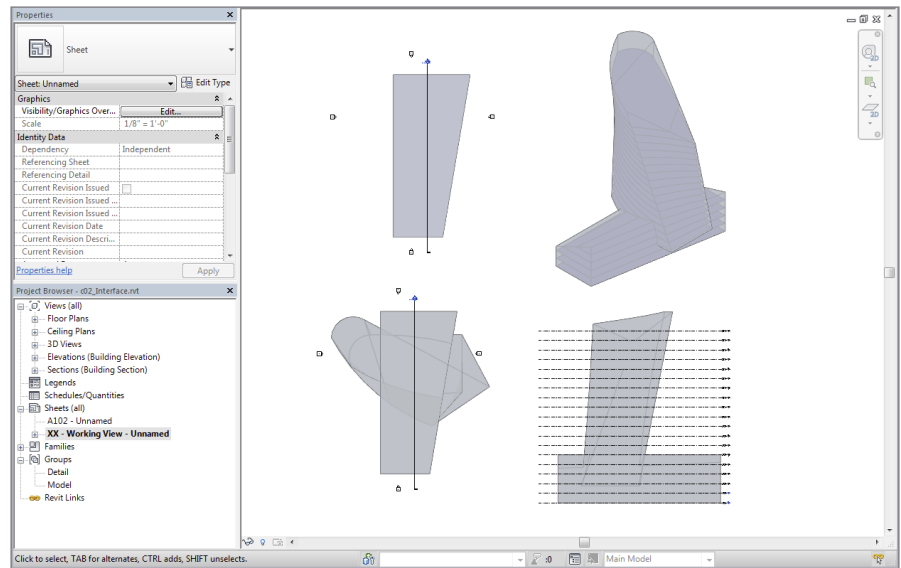 Properties
Sheet
Sheet: Unnamed
Edit Type
Graphics
Visibility/Graphics Over... Edit...
Scale 1/8" = 1'-0"
Identity Data
Dependency Independent
Referencing Sheet
Referencing Detail
Current Revision Issued
Current Revision Issued ...
Current Revision Issued ...
Current Revision Date
Current Revision Descri...
Current Revision
Properties help
Apply
Project Browser - c02_Interface.rvt
Views (all)
Floor Plans
Ceiling Plans
3D Views
Elevations (Building Elevation)
Sections (Building Section)
Legends
Schedules/Quantities
Sheets (all)
A102 - Unnamed
XX - Working View - Unnamed
Families
Groups
Detail
Model
Revit Links
2D
2D
Click to select, TAB for alternates, CTRL adds, SHIFT unselects.
:0
Main Model